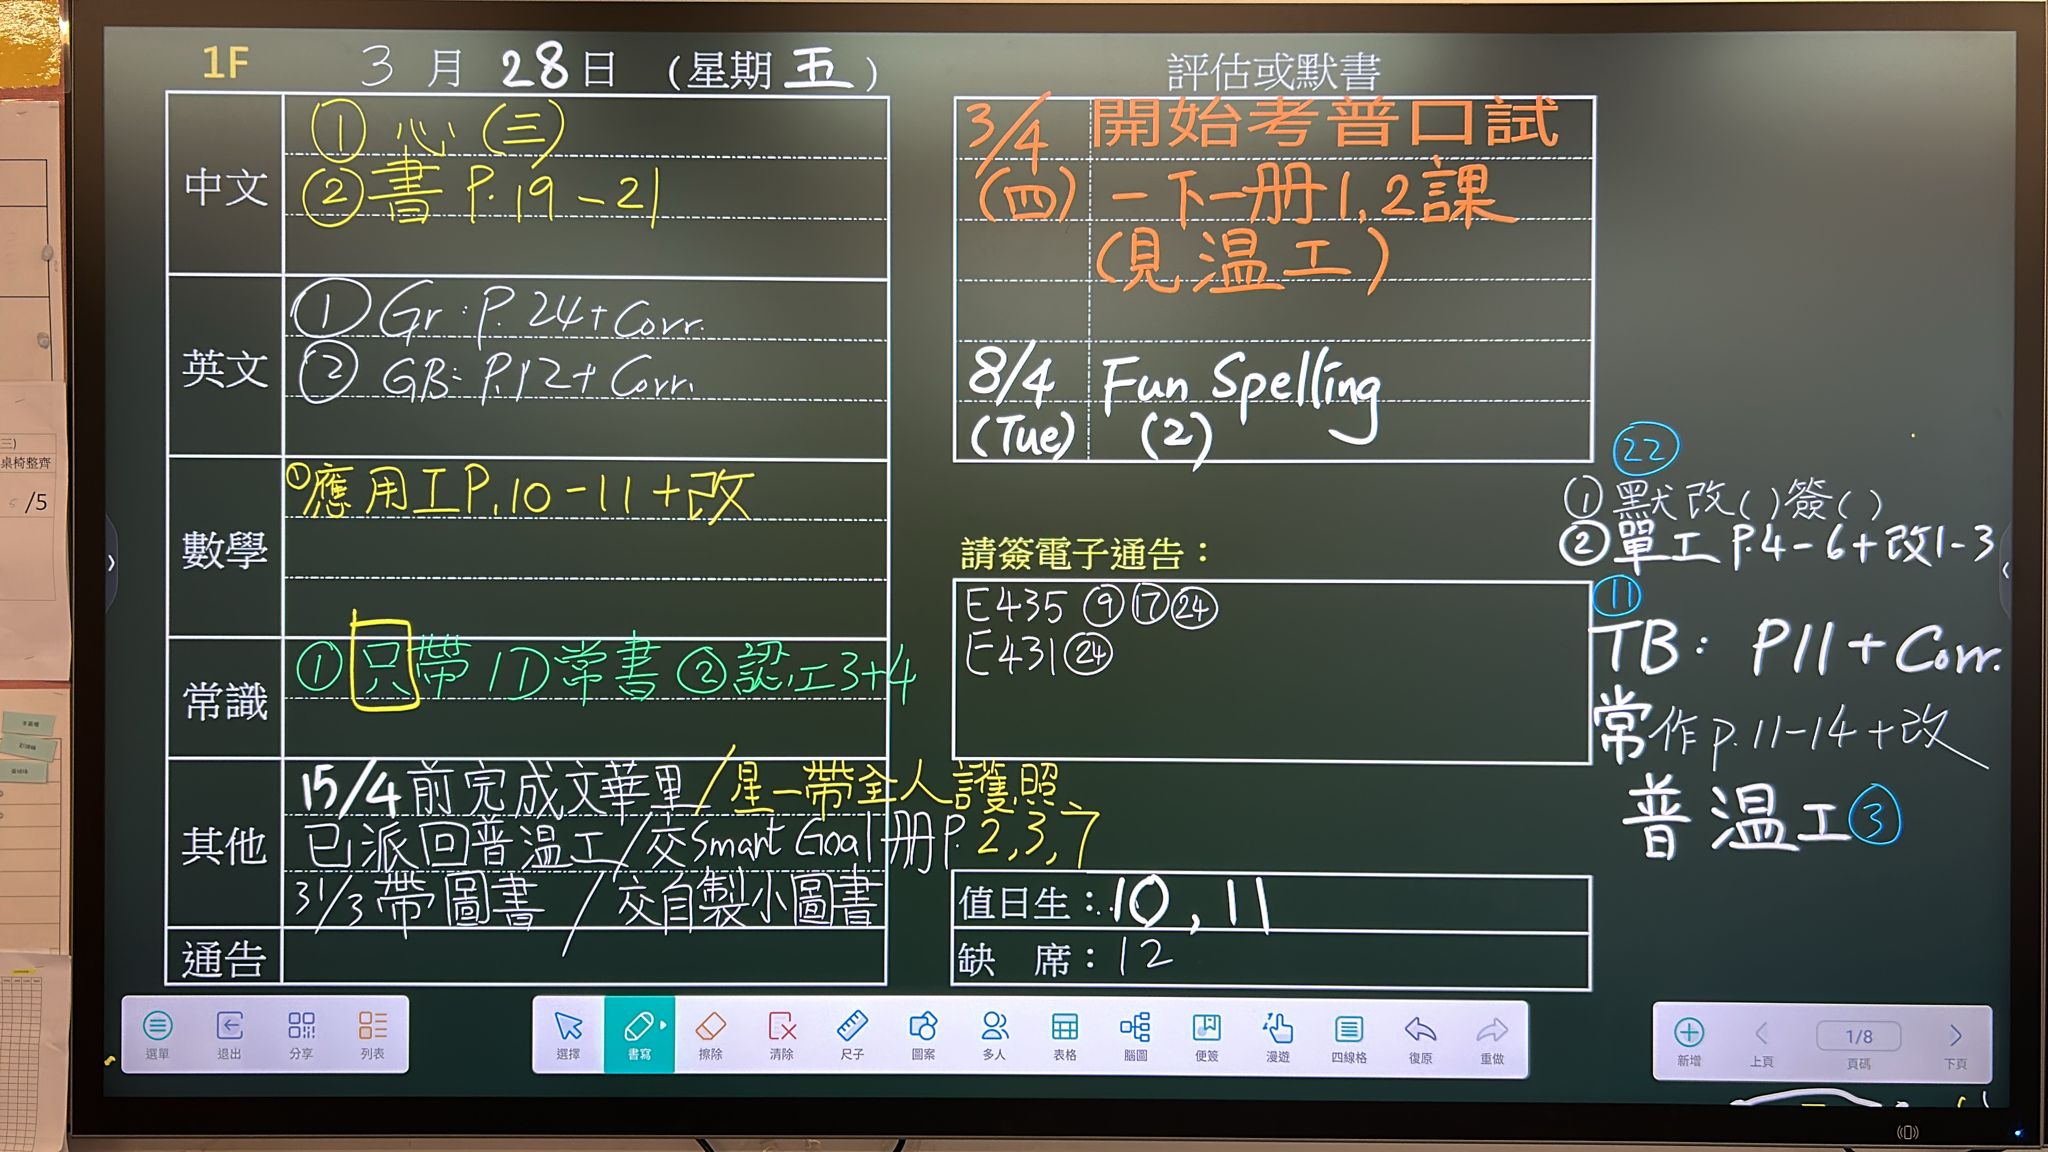 1F 3月28日 (星期五)
中文
① 心(三)
② 書 P.19-21
英文
① Gr: P.24+Corr.
② GB: P.12+Corr.
數學
① 應用工P.10-11+改
常識
① 只帶1D常書 ② 認工3+4
其他
15/4前完成文華里/星一帶全人護照
已派回普温工/交Smart Goal冊P.2,3,7
31/3帶圖書 / 交自製小圖書
通告
評估或默書
3/4 開始考普口試
(四) 一下一冊1,2課
(見温工)
8/4 Fun Spelling
(Tue) (2)
請簽電子通告：
E435 ⑨⑰㉔
E431㉔
值日生：10,11
缺 席：12
㉒
① 默改( )簽( )
② 單工 P.4-6+改1-3
⑪
TB: P11+Corr.
常作p.11-14+改
普温工③
三)
桌椅整齊
/5
選單 退出 分享 列表
選擇 書寫 擦除 清除 尺子 圖案 多人 表格 腦圖 便簽 漫遊 四線格 復原 重做
新增 上頁 1/8 頁碼 下頁